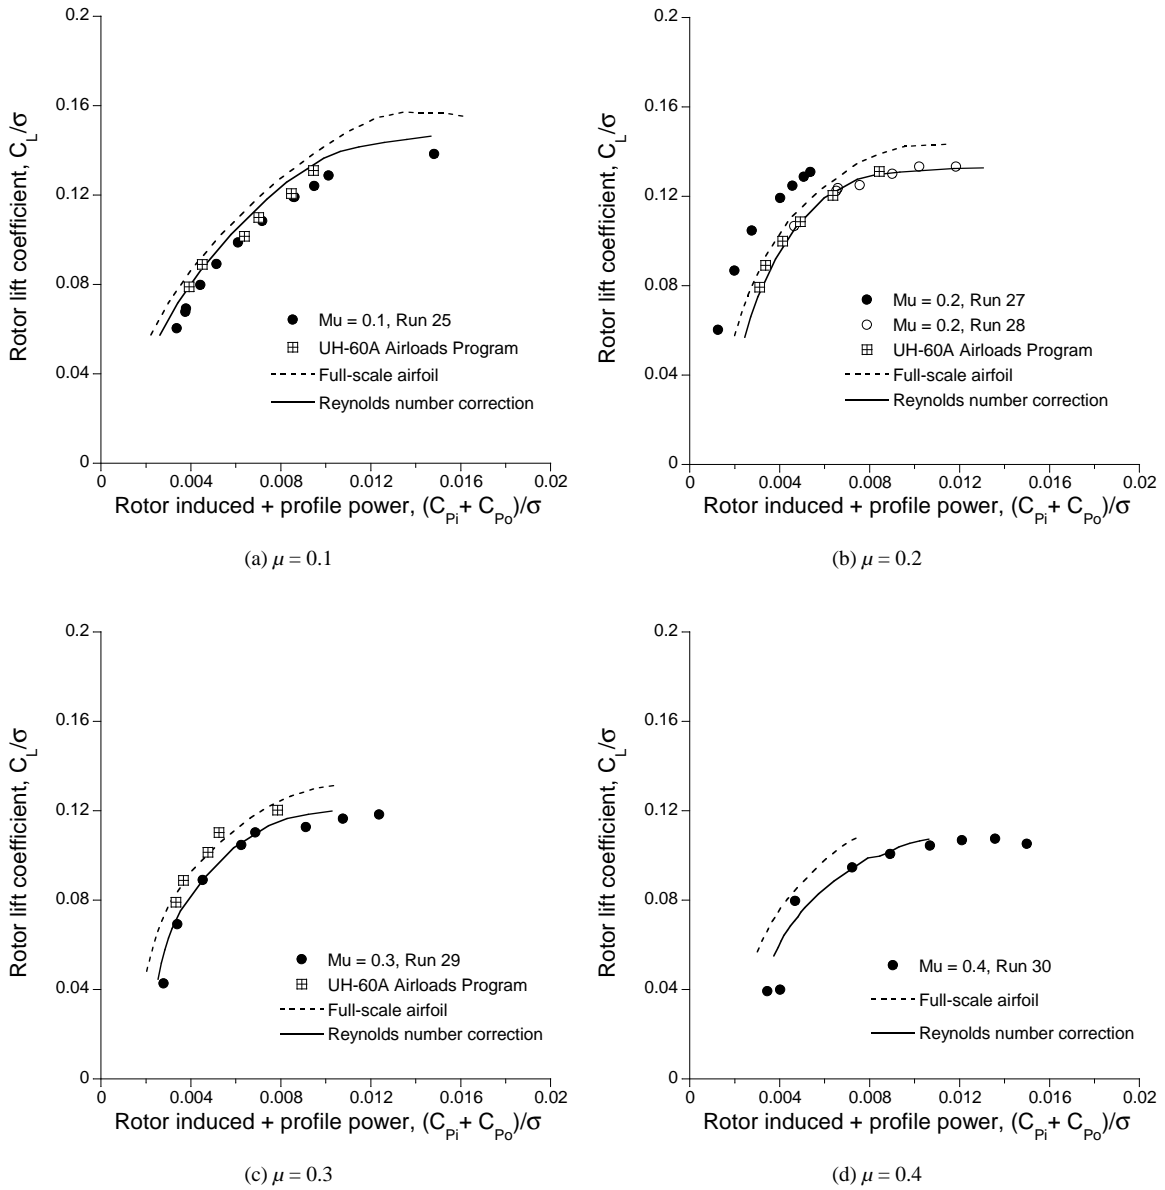 0.2
0.16
0.12
0.08
0.04
0
Rotor lift coefficient, C_L/σ
Mu = 0.1, Run 25
UH-60A Airloads Program
Full-scale airfoil
Reynolds number correction
0 0.004 0.008 0.012 0.016 0.02
Rotor induced + profile power, (C_Pi+ C_Po)/σ
(a) μ = 0.1
0.2
0.16
0.12
0.08
0.04
0
Rotor lift coefficient, C_L/σ
Mu = 0.2, Run 27
Mu = 0.2, Run 28
UH-60A Airloads Program
Full-scale airfoil
Reynolds number correction
0 0.004 0.008 0.012 0.016 0.02
Rotor induced + profile power, (C_Pi+ C_Po)/σ
(b) μ = 0.2
0.2
0.16
0.12
0.08
0.04
0
Rotor lift coefficient, C_L/σ
Mu = 0.3, Run 29
UH-60A Airloads Program
Full-scale airfoil
Reynolds number correction
0 0.004 0.008 0.012 0.016 0.02
Rotor induced + profile power, (C_Pi+ C_Po)/σ
(c) μ = 0.3
0.2
0.16
0.12
0.08
0.04
0
Rotor lift coefficient, C_L/σ
Mu = 0.4, Run 30
Full-scale airfoil
Reynolds number correction
0 0.004 0.008 0.012 0.016 0.02
Rotor induced + profile power, (C_Pi+ C_Po)/σ
(d) μ = 0.4